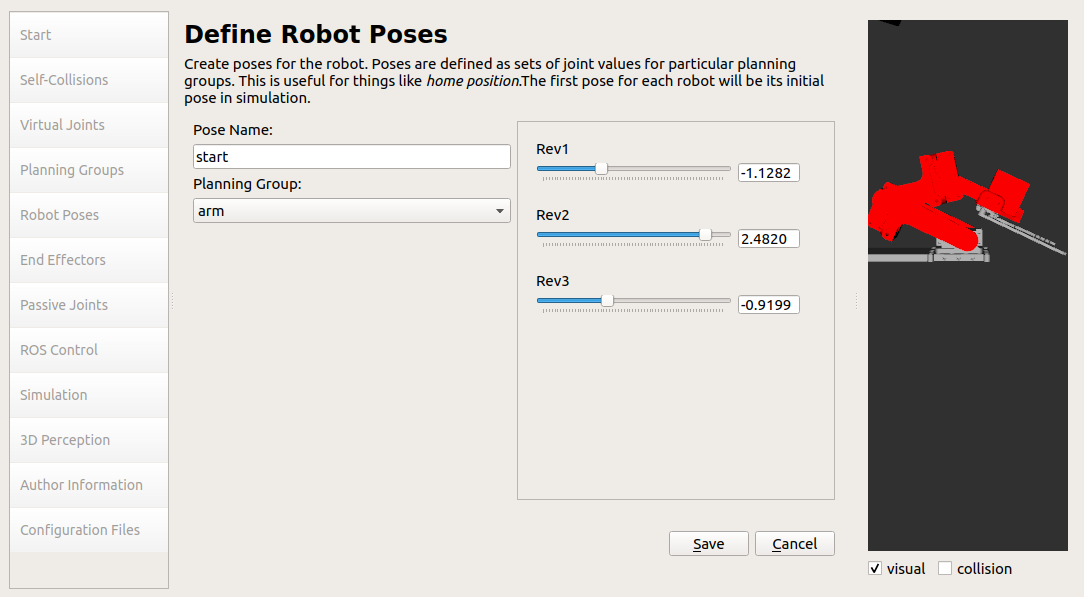 Start
Self-Collisions
Virtual Joints
Planning Groups
Robot Poses
End Effectors
Passive Joints
ROS Control
Simulation
3D Perception
Author Information
Configuration Files
Define Robot Poses
Create poses for the robot. Poses are defined as sets of joint values for particular planning
groups. This is useful for things like home position.The first pose for each robot will be its initial
pose in simulation.
Pose Name:
start
Planning Group:
arm
Rev1
-1.1282
Rev2
2.4820
Rev3
-0.9199
Save
Cancel
visual
collision